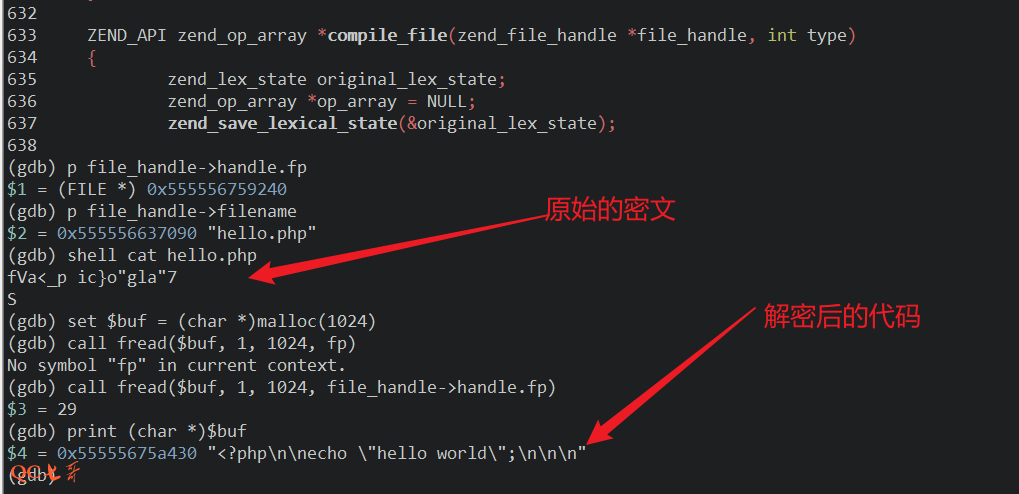 632
633 ZEND_API zend_op_array *compile_file(zend_file_handle *file_handle, int type)
634 {
635 zend_lex_state original_lex_state;
636 zend_op_array *op_array = NULL;
637 zend_save_lexical_state(&original_lex_state);
638
(gdb) p file_handle->handle.fp
$1 = (FILE *) 0x555556759240
(gdb) p file_handle->filename
原始的密文
$2 = 0x555556637090 "hello.php"
(gdb) shell cat hello.php
fVa<_p ic}o"gla"7
S
(gdb) set $buf = (char *)malloc(1024)
解密后的代码
(gdb) call fread($buf, 1, 1024, fp)
No symbol "fp" in current context.
(gdb) call fread($buf, 1, 1024, file_handle->handle.fp)
$3 = 29
(gdb) print (char *)$buf
$4 = 0x55555675a430 "<?php\n\necho \"hello world\";\n\n\n"
(gdb)